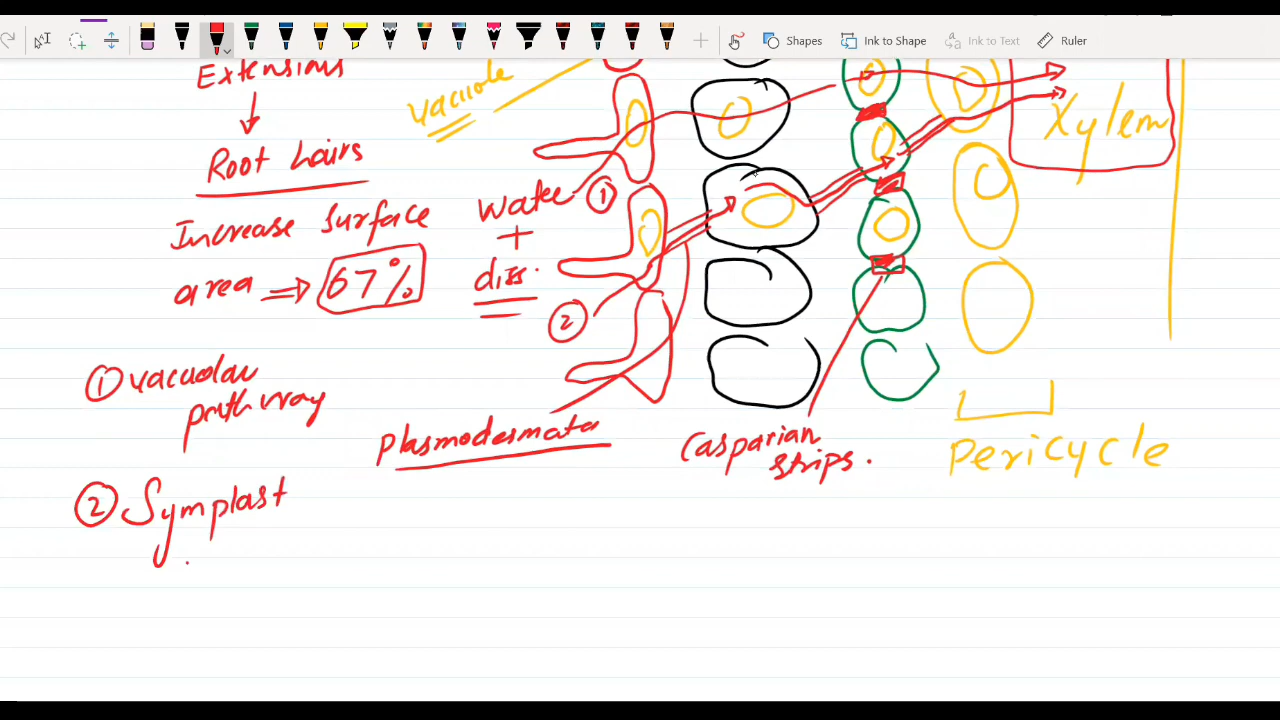 Shapes
Ink to Shape
Ink to Text
Ruler
Extensions
Root hairs
Increase surface
area ⇒ 67%
vacuole
Water
+
diss.
①
②
Xylem
① vacuolar
pathway
② Symplast
Plasmodesmata
Casparian
strips.
Pericycle